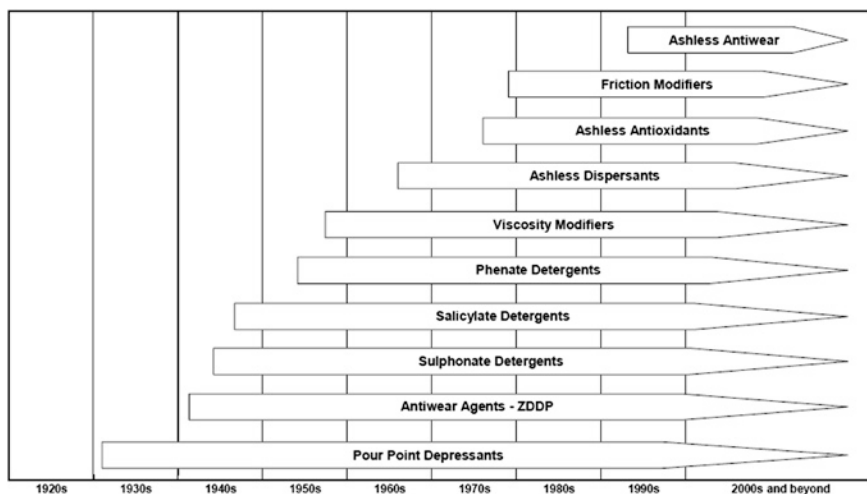 Ashless Antiwear
Friction Modifiers
Ashless Antioxidants
Ashless Dispersants
Viscosity Modifiers
Phenate Detergents
Salicylate Detergents
Sulphonate Detergents
Antiwear Agents - ZDDP
Pour Point Depressants
1920s 1930s 1940s 1950s 1960s 1970s 1980s 1990s 2000s and beyond